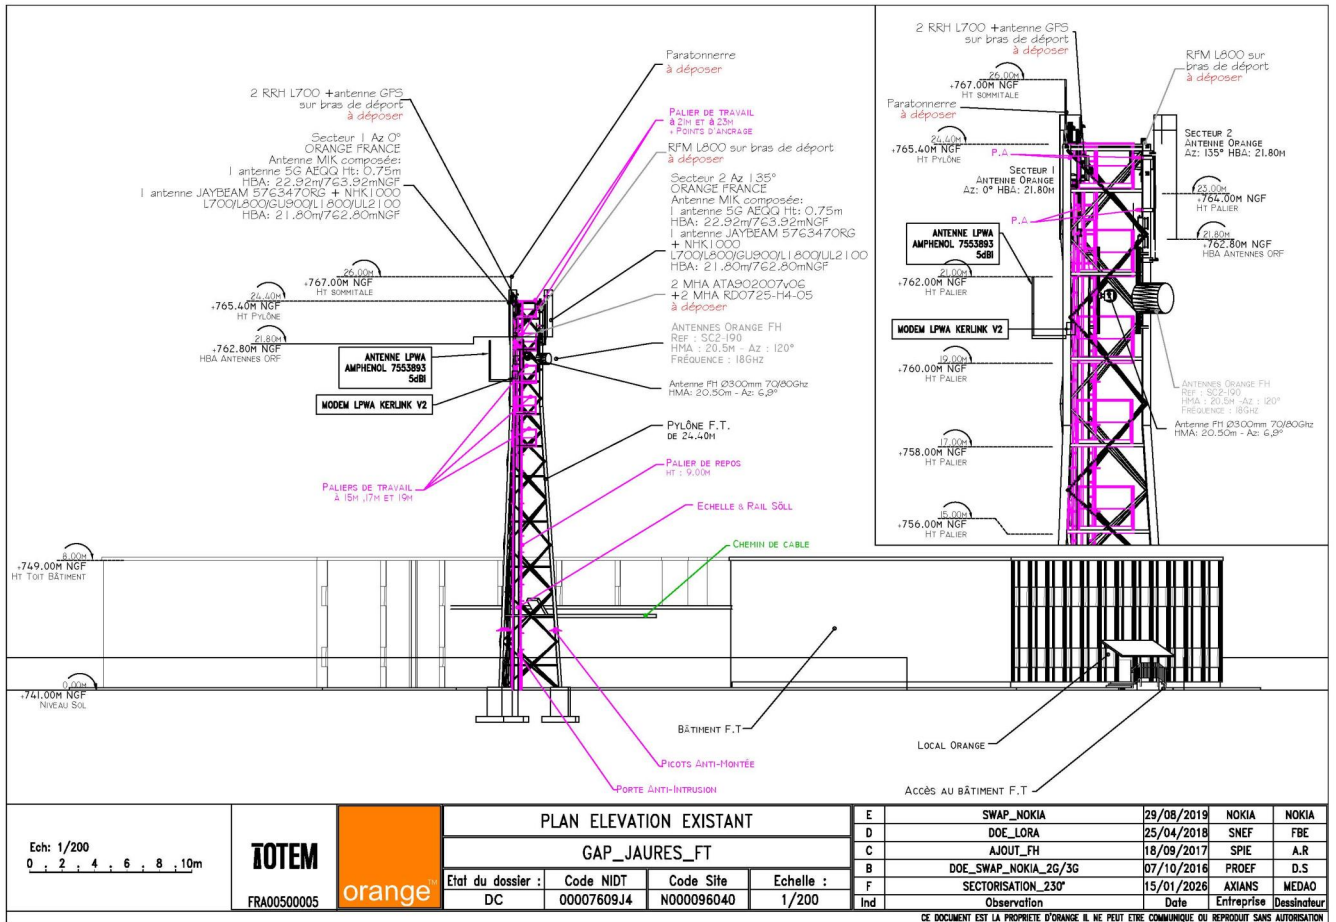 Paratonnerre
à déposer
2 RRH L700 +antenne GPS
sur bras de déport
à déposer
Secteur 1 Az 0°
ORANGE FRANCE
Antenne MIK composée:
1 antenne 5G AEQQ Ht: 0.75m
HBA: 22.92m/763.92mNGF
1 antenne JAYBEAM 5763470RG + NHK1000
L700/L800/GU900/L1800/UL2100
HBA: 21.80m/762.80mNGF
PALIER DE TRAVAIL
à 21M ET à 23M
+ POINTS D'ANCRAGE
RFM L800 sur bras de déport
à déposer
Secteur 2 Az 135°
ORANGE FRANCE
Antenne MIK composée:
1 antenne 5G AEQQ Ht: 0.75m
HBA: 22.92m/763.92mNGF
1 antenne JAYBEAM 5763470RG
+ NHK1000
L700/L800/GU900/L1800/UL2100
HBA: 21.80m/762.80mNGF
2 MHA ATA902007v06
+2 MHA RD0725-H4-05
à déposer
ANTENNES ORANGE FH
REF : SC2-190
HMA : 20.5M - AZ : 120°
FRÉQUENCE : 18GHZ
Antenne FH Ø300mm 70/80Ghz
HMA: 20.50m - Az: 6,9°
26.00M
+767.00M NGF
HT SOMMITALE
24.40M
+765.40M NGF
HT PYLÔNE
21.80M
+762.80M NGF
HBA ANTENNES ORF
ANTENNE LPWA
AMPHENOL 7553893
5dBI
MODEM LPWA KERLINK V2
PYLÔNE F.T.
DE 24.40M
PALIER DE REPOS
HT : 9.00M
PALIERS DE TRAVAIL
À 15M ,17M ET 19M
ECHELLE & RAIL SÖLL
CHEMIN DE CABLE
8.00M
+749.00M NGF
HT TOIT BÂTIMENT
0.00M
+741.00M NGF
NIVEAU SOL
BÂTIMENT F.T
PICOTS ANTI-MONTÉE
PORTE ANTI-INTRUSION
LOCAL ORANGE
ACCÈS AU BÂTIMENT F.T
2 RRH L700 +antenne GPS
sur bras de déport
à déposer
RFM L800 sur
bras de déport
à déposer
26.00M
+767.00M NGF
HT SOMMITALE
Paratonnerre
à déposer
24.40M
+765.40M NGF
HT PYLÔNE
P.A
SECTEUR 1
ANTENNE ORANGE
AZ: 0° HBA: 21.80M
SECTEUR 2
ANTENNE ORANGE
AZ: 135° HBA: 21.80M
23.00M
+764.00M NGF
HT PALIER
P.A
21.80M
+762.80M NGF
HBA ANTENNES ORF
ANTENNE LPWA
AMPHENOL 7553893
5dBI
21.00M
+762.00M NGF
HT PALIER
MODEM LPWA KERLINK V2
19.00M
+760.00M NGF
HT PALIER
ANTENNES ORANGE FH
REF : SC2-190
HMA : 20.5M -AZ : 120°
FRÉQUENCE : 18GHZ
Antenne FH Ø300mm 70/80Ghz
HMA: 20.50m - Az: 6,9°
17.00M
+758.00M NGF
HT PALIER
15.00M
+756.00M NGF
HT PALIER
Ech: 1/200
0 . 2 . 4 . 6 . 8 . 10m
TOTEM
FRA00500005
orange™
PLAN ELEVATION EXISTANT
GAP_JAURES_FT
Etat du dossier : Code NIDT Code Site Echelle :
DC 00007609J4 N000096040 1/200
E SWAP_NOKIA 29/08/2019 NOKIA NOKIA
D DOE_LORA 25/04/2018 SNEF FBE
C AJOUT_FH 18/09/2017 SPIE A.R
B DOE_SWAP_NOKIA_2G/3G 07/10/2016 PROEF D.S
F SECTORISATION_230° 15/01/2026 AXIANS MEDAO
Ind Observation Date Entreprise Dessinateur
CE DOCUMENT EST LA PROPRIETE D'ORANGE IL NE PEUT ETRE COMMUNIQUE OU REPRODUIT SANS AUTORISATION